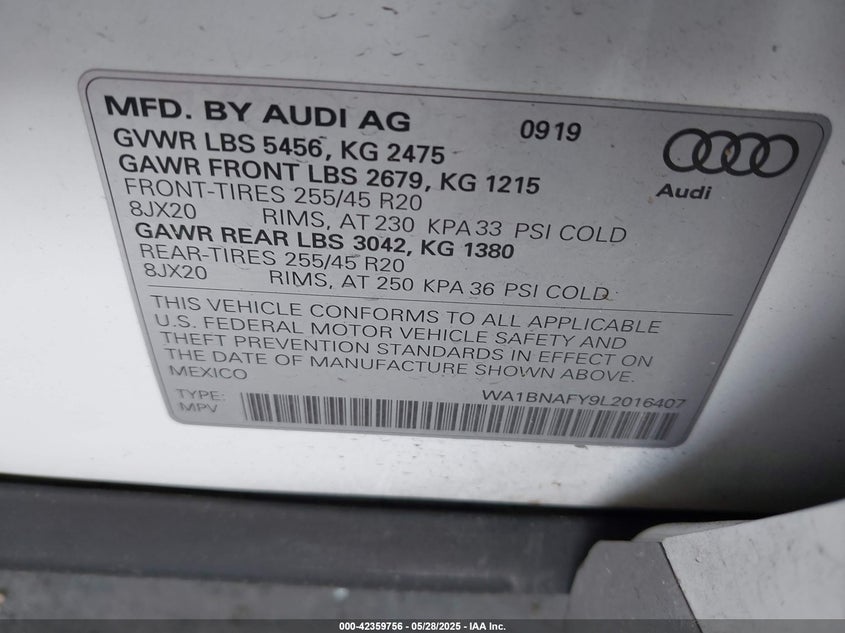 MFD. BY AUDI AG 0919
GVWR LBS 5456, KG 2475
GAWR FRONT LBS 2679, KG 1215
FRONT-TIRES 255/45 R20
8JX20 RIMS, AT 230 KPA 33 PSI COLD
GAWR REAR LBS 3042, KG 1380
REAR-TIRES 255/45 R20
8JX20 RIMS, AT 250 KPA 36 PSI COLD
Audi
THIS VEHICLE CONFORMS TO ALL APPLICABLE
U.S. FEDERAL MOTOR VEHICLE SAFETY AND
THEFT PREVENTION STANDARDS IN EFFECT ON
THE DATE OF MANUFACTURE SHOWN ABOVE.
MEXICO
TYPE: WA1BNAFY9L2016407
MPV
000-42359756 - 05/28/2025 - IAA Inc.